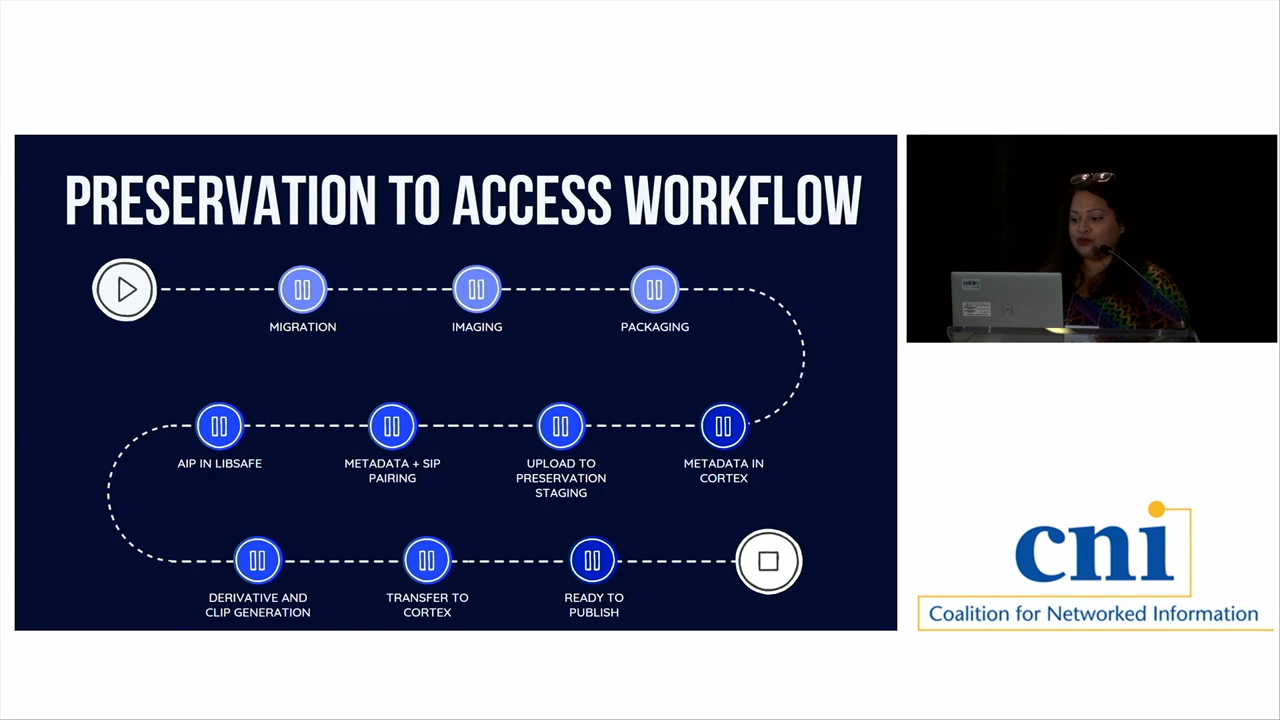 PRESERVATION TO ACCESS WORKFLOW
MIGRATION
IMAGING
PACKAGING
AIP IN LIBSAFE
METADATA + SIP
PAIRING
UPLOAD TO
PRESERVATION
STAGING
METADATA IN
CORTEX
DERIVATIVE AND
CLIP GENERATION
TRANSFER TO
CORTEX
READY TO
PUBLISH
cni
Coalition for Networked Information